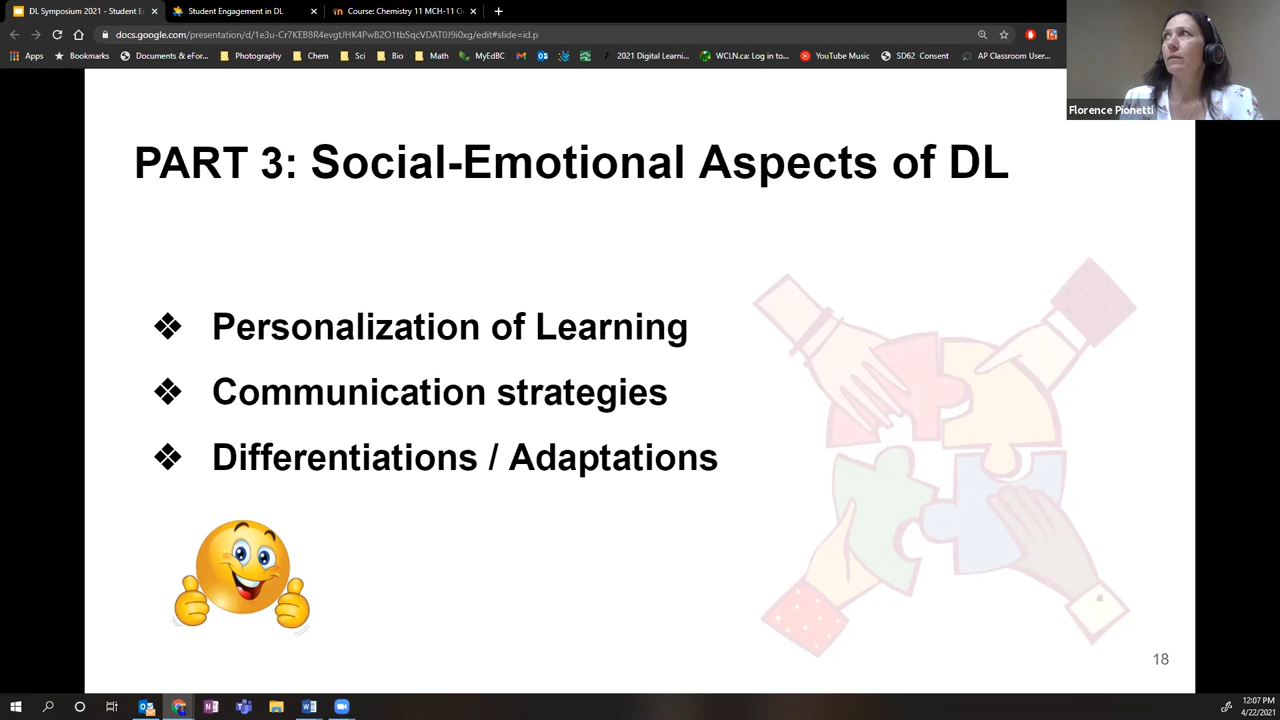 DL Symposium 2021 - Student E
Student Engagement in DL
Course: Chemistry 11 MCH-11 O
docs.google.com/presentation/d/1e3u-Cr7KEB8R4evgtJHK4PwB2O1tbSqcVDAT0J9i0xg/edit#slide=id.p
Apps
Bookmarks
Documents & eFor...
Photography
Chem
Sci
Bio
Math
MyEdBC
2021 Digital Learni...
WCLN.ca: Log in to...
YouTube Music
SD62 Consent
AP Classroom User...
Florence Pionetti
PART 3: Social-Emotional Aspects of DL
❖ Personalization of Learning
❖ Communication strategies
❖ Differentiations / Adaptations
18
12:07 PM
4/22/2021